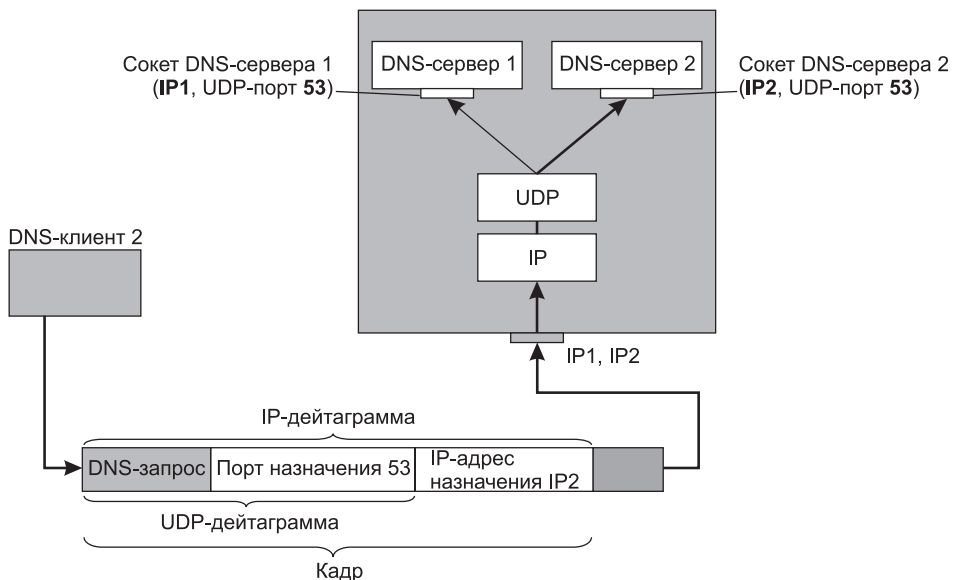 Сокет DNS-сервера 1
(IP1, UDP-порт 53)
DNS-сервер 1
DNS-сервер 2
Сокет DNS-сервера 2
(IP2, UDP-порт 53)
UDP
IP
DNS-клиент 2
IP1, IP2
IP-дейтаграмма
DNS-запрос
Порт назначения 53
IP-адрес
назначения IP2
UDP-дейтаграмма
Кадр